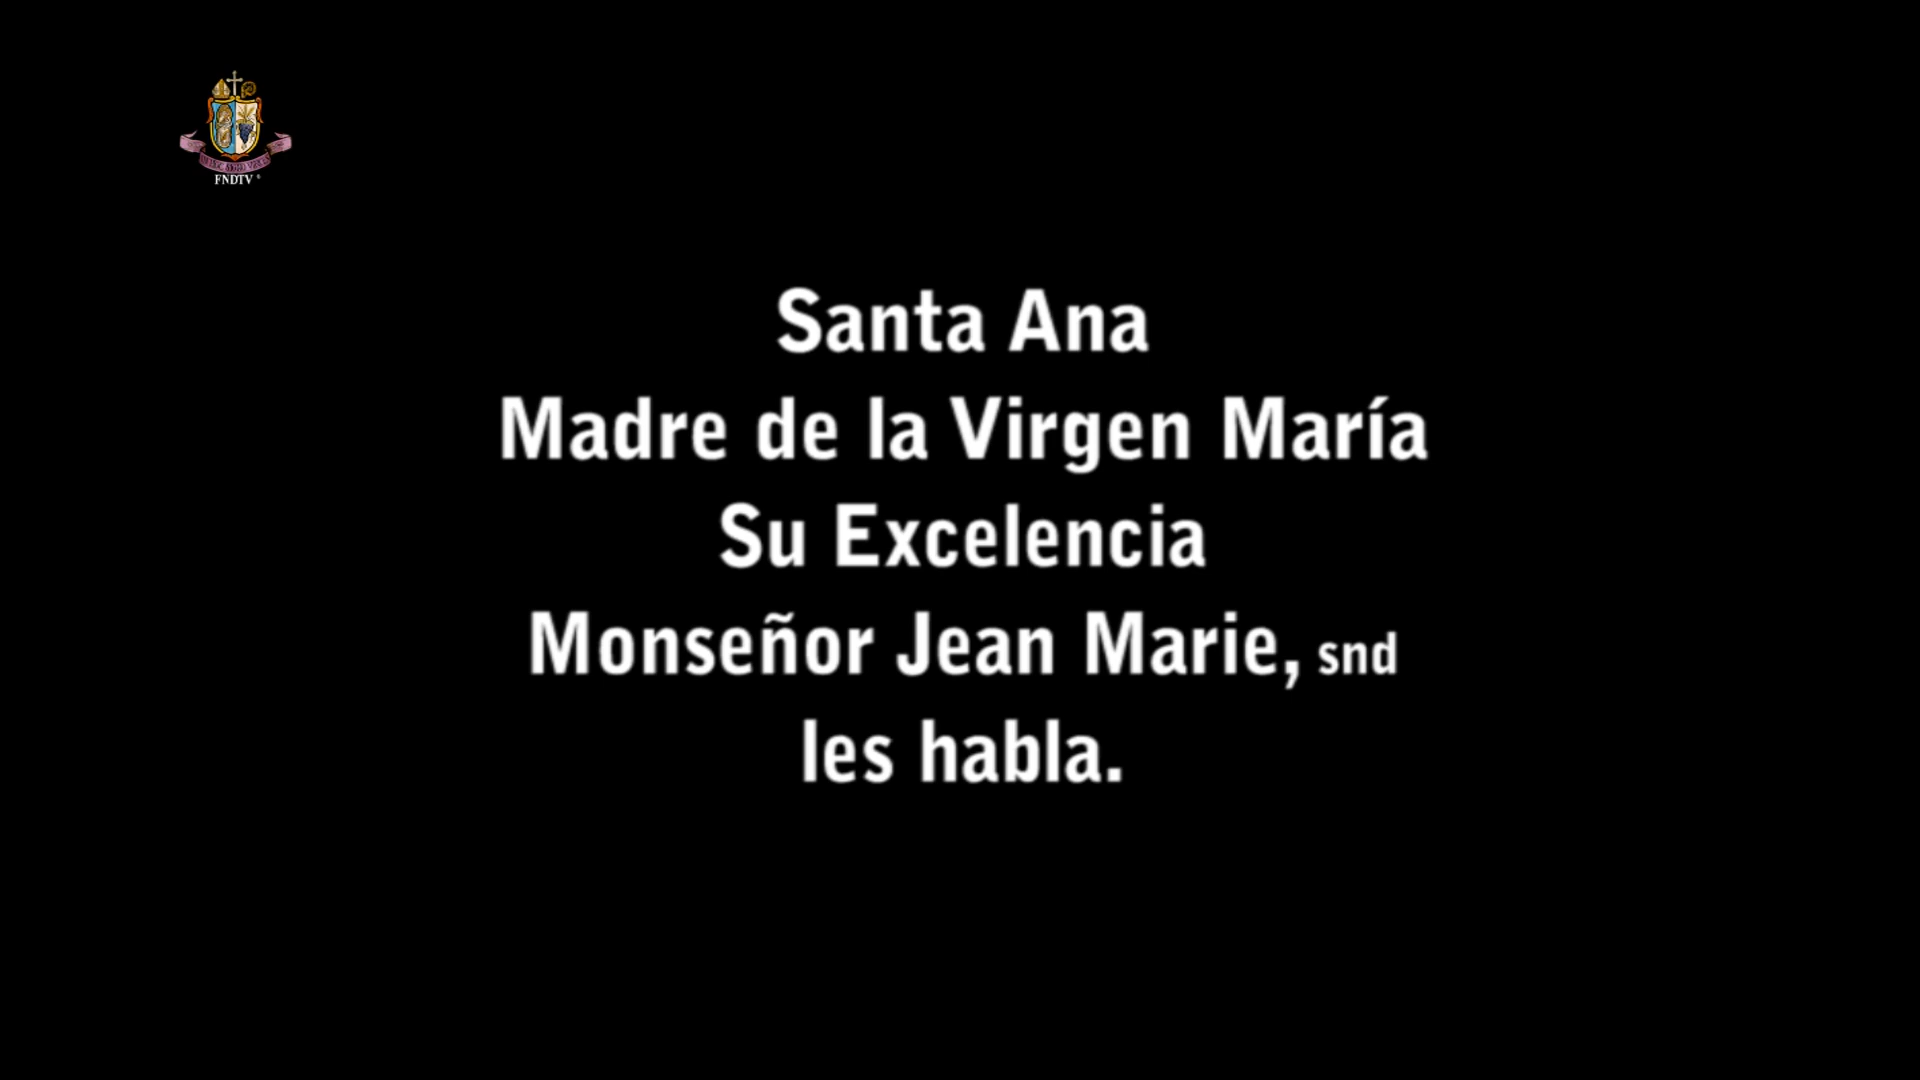 FNDTV
Santa Ana
Madre de la Virgen María
Su Excelencia
Monseñor Jean Marie, snd
les habla.